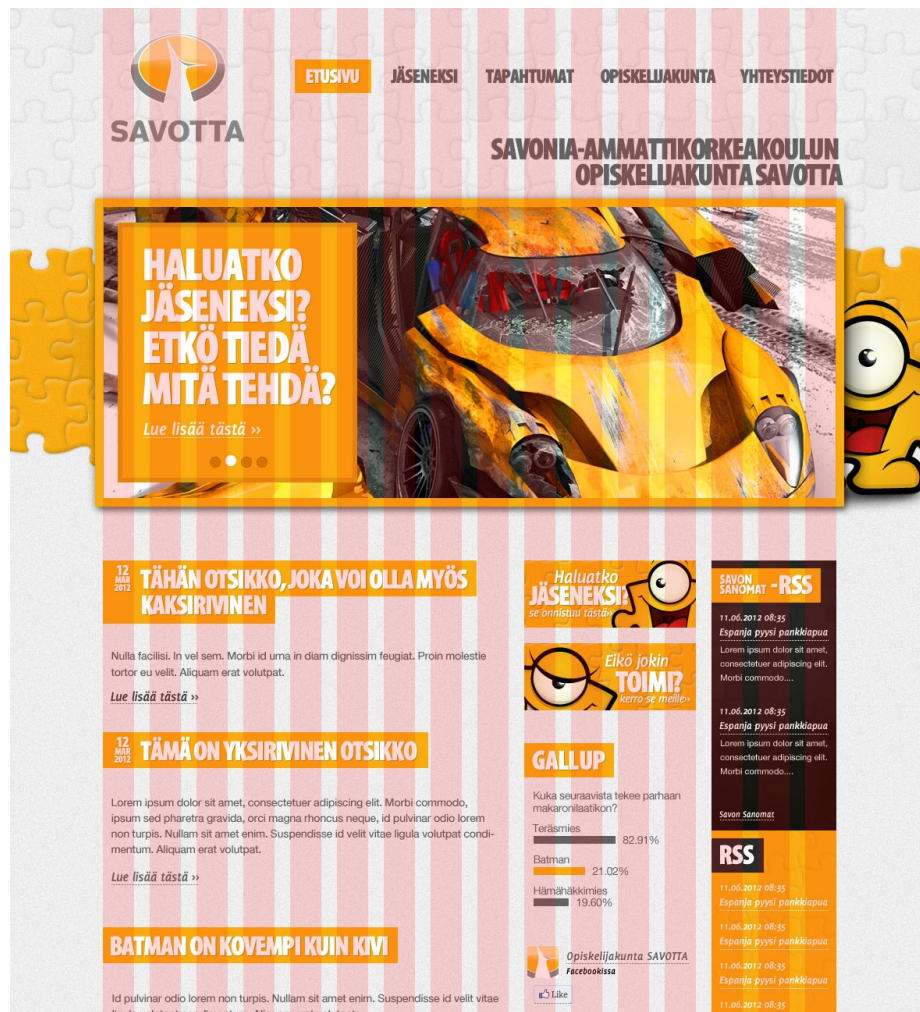 SAVOTTA
ETUSIVU
JÄSENEKSI
TAPAHTUMAT
OPISKELIJAKUNTA
YHTEYSTIEDOT
SAVONIA-AMMATTIKORKEAKOULUN
OPISKELIJAKUNTA SAVOTTA
HALUATKO
JÄSENEKSI?
ETKÖ TIEDÄ
MITÄ TEHDÄ?
Lue lisää tästä ››
12
MAR
2012
TÄHÄN OTSIKKO, JOKA VOI OLLA MYÖS
KAKSIRIVINEN
Nulla facilisi. In vel sem. Morbi id urna in diam dignissim feugiat. Proin molestie
tortor eu velit. Aliquam erat volutpat.
Lue lisää tästä ››
12
MAR
2012
TÄMÄ ON YKSIRIVINEN OTSIKKO
Lorem ipsum dolor sit amet, consectetuer adipiscing elit. Morbi commodo,
ipsum sed pharetra gravida, orci magna rhoncus neque, id pulvinar odio lorem
non turpis. Nullam sit amet enim. Suspendisse id velit vitae ligula volutpat condi-
mentum. Aliquam erat volutpat.
Lue lisää tästä ››
BATMAN ON KOVEMPI KUIN KIVI
Id pulvinar odio lorem non turpis. Nullam sit amet enim. Suspendisse id velit vitae
Haluatko
JÄSENEKSI?
se onnistuu tästä››
Eikö jokin
TOIMI?
kerro se meille››
GALLUP
Kuka seuraavista tekee parhaan
makaronilaatikon?
Teräsmies
82.91%
Batman
21.02%
Hämähäkkimies
19.60%
Opiskelijakunta SAVOTTA
Facebookissa
Like
SAVON
SANOMAT -RSS
11.06.2012 08:35
Espanja pyysi pankkiapua
Lorem ipsum dolor sit amet,
consectetuer adipiscing elit.
Morbi commodo....
11.06.2012 08:35
Espanja pyysi pankkiapua
Lorem ipsum dolor sit amet,
consectetuer adipiscing elit.
Morbi commodo....
Savon Sanomat
RSS
11.06.2012 08:35
Espanja pyysi pankkiapua
11.06.2012 08:35
Espanja pyysi pankkiapua
11.06.2012 08:35
Espanja pyysi pankkiapua
11.06.2012 08:35